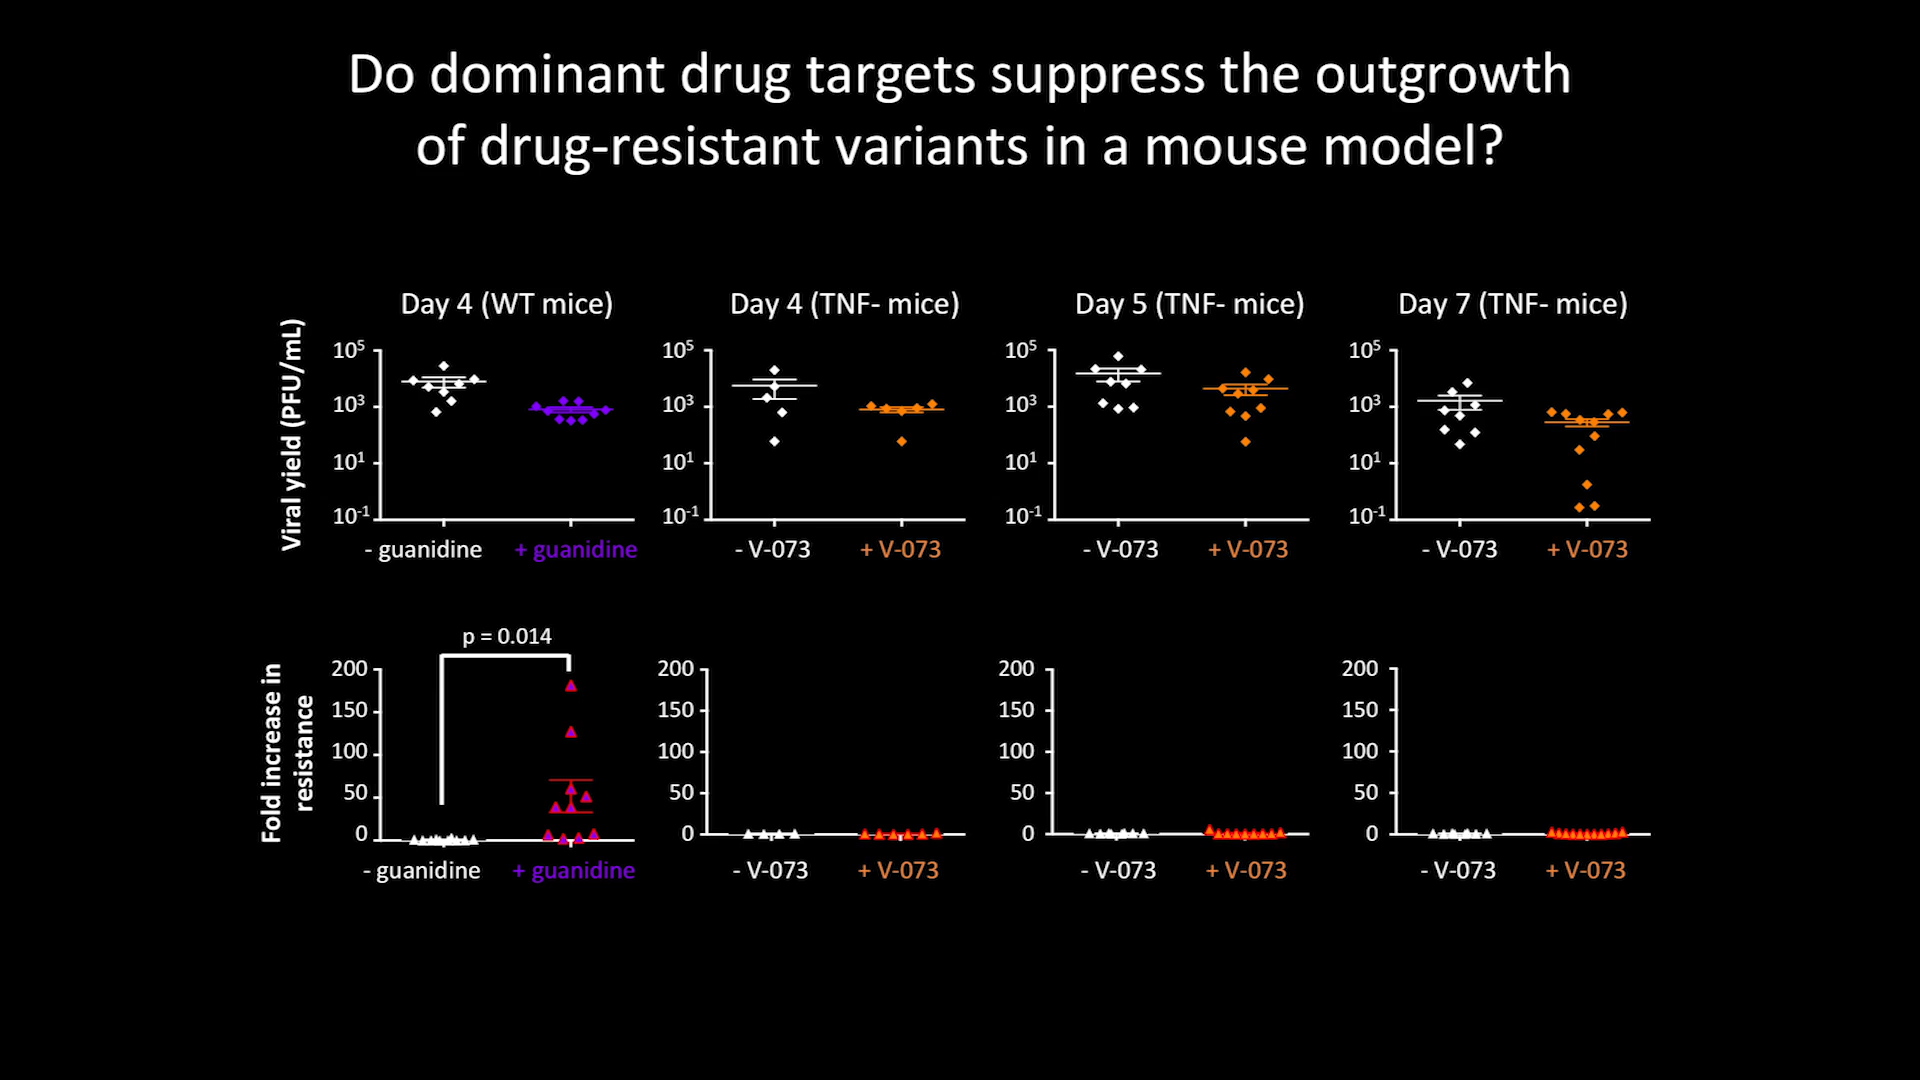 Do dominant drug targets suppress the outgrowth
of drug-resistant variants in a mouse model?
Day 4 (WT mice)
Day 4 (TNF- mice)
Day 5 (TNF- mice)
Day 7 (TNF- mice)
Viral yield (PFU/mL)
10⁵
10³
10¹
10⁻¹
- guanidine
+ guanidine
10⁵
10³
10¹
10⁻¹
- V-073
+ V-073
10⁵
10³
10¹
10⁻¹
- V-073
+ V-073
10⁵
10³
10¹
10⁻¹
- V-073
+ V-073
Fold increase in
resistance
p = 0.014
200
150
100
50
0
- guanidine
+ guanidine
200
150
100
50
0
- V-073
+ V-073
200
150
100
50
0
- V-073
+ V-073
200
150
100
50
0
- V-073
+ V-073